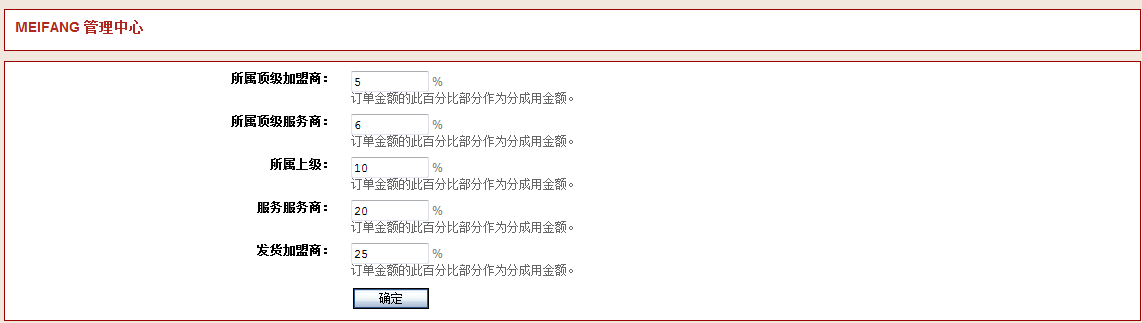 MEIFANG 管理中心
所属顶级加盟商： 5 %
订单金额的此百分比部分作为分成用金额。
所属顶级服务商： 6 %
订单金额的此百分比部分作为分成用金额。
所属上级： 10 %
订单金额的此百分比部分作为分成用金额。
服务服务商： 20 %
订单金额的此百分比部分作为分成用金额。
发货加盟商： 25 %
订单金额的此百分比部分作为分成用金额。
确定